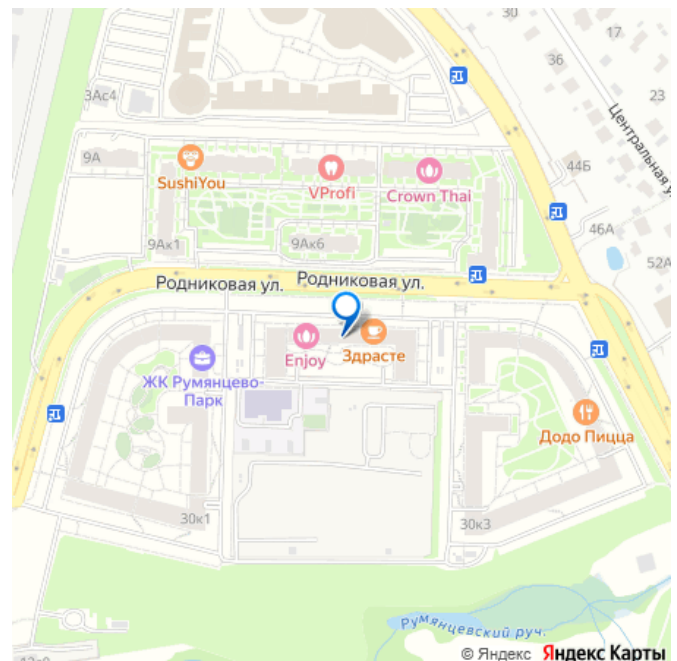 30
17
36
3Ас4
23
Центральная у
9А
SushiYou
VProfi
Crown Thai
44Б
46А
9Ак1
9Ак6
52А
Родниковая ул.
Родниковая ул.
Enjoy
Здрасте
ЖК Румянцево-
Парк
Додо Пицца
30к1
30к3
Румянцевский руч.
© Яндекс Яндекс Карты